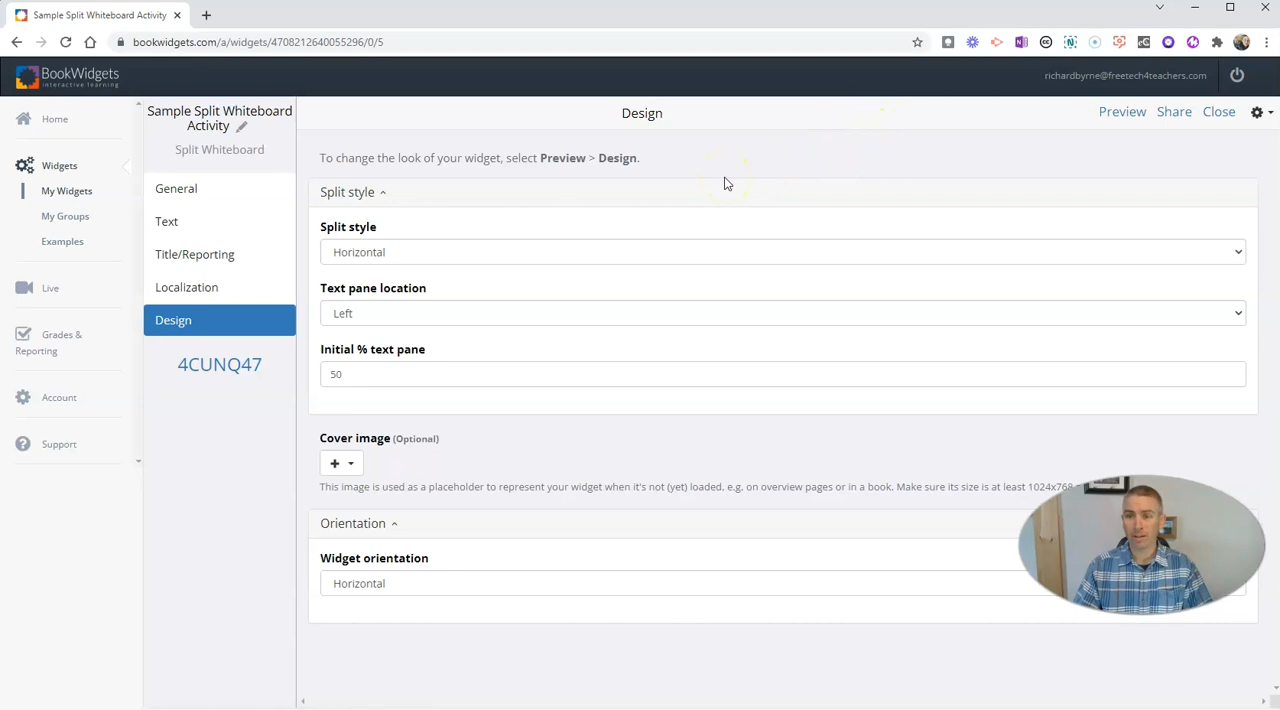 Sample Split Whiteboard Activity
bookwidgets.com/a/widgets/4708212640055296/0/5
BookWidgets
interactive learning
richardbyrne@freetech4teachers.com
Home
Widgets
My Widgets
My Groups
Examples
Live
Grades &
Reporting
Account
Support
Sample Split Whiteboard
Activity
Split Whiteboard
General
Text
Title/Reporting
Localization
Design
4CUNQ47
Design
Preview Share Close
To change the look of your widget, select Preview > Design.
Split style
Split style
Horizontal
Text pane location
Left
Initial % text pane
50
Cover image (Optional)
This image is used as a placeholder to represent your widget when it's not (yet) loaded, e.g. on overview pages or in a book. Make sure its size is at least 1024x768
Orientation
Widget orientation
Horizontal